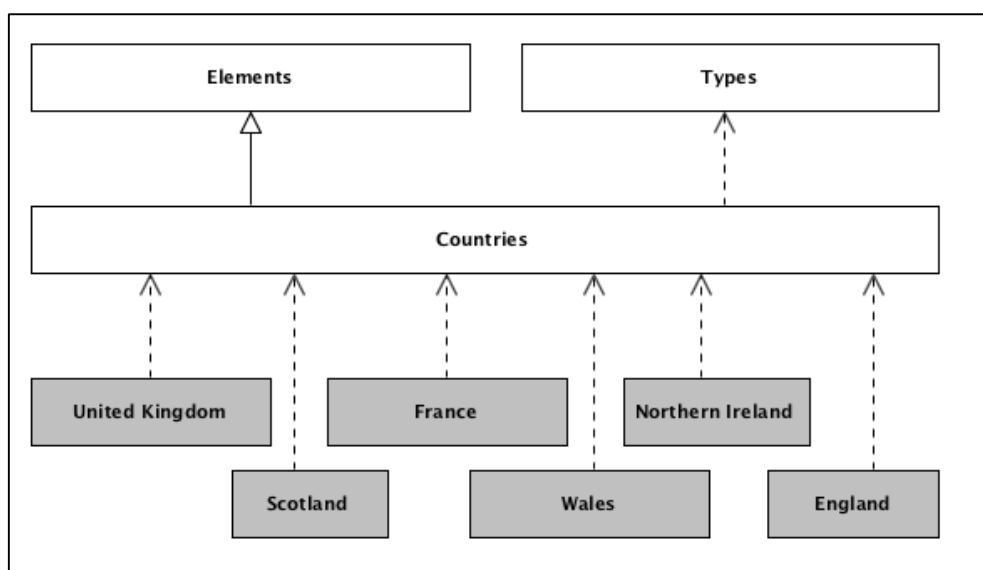 Elements
Types
Countries
United Kingdom
France
Northern Ireland
Scotland
Wales
England